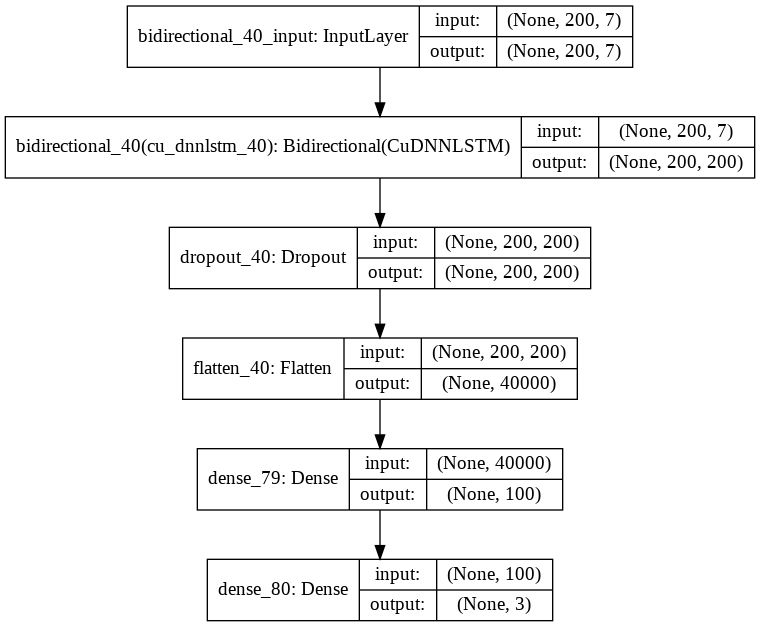 bidirectional_40_input: InputLayer
input:
(None, 200, 7)
output:
(None, 200, 7)
bidirectional_40(cu_dnnlstm_40): Bidirectional(CuDNNLSTM)
input:
(None, 200, 7)
output:
(None, 200, 200)
dropout_40: Dropout
input:
(None, 200, 200)
output:
(None, 200, 200)
flatten_40: Flatten
input:
(None, 200, 200)
output:
(None, 40000)
dense_79: Dense
input:
(None, 40000)
output:
(None, 100)
dense_80: Dense
input:
(None, 100)
output:
(None, 3)